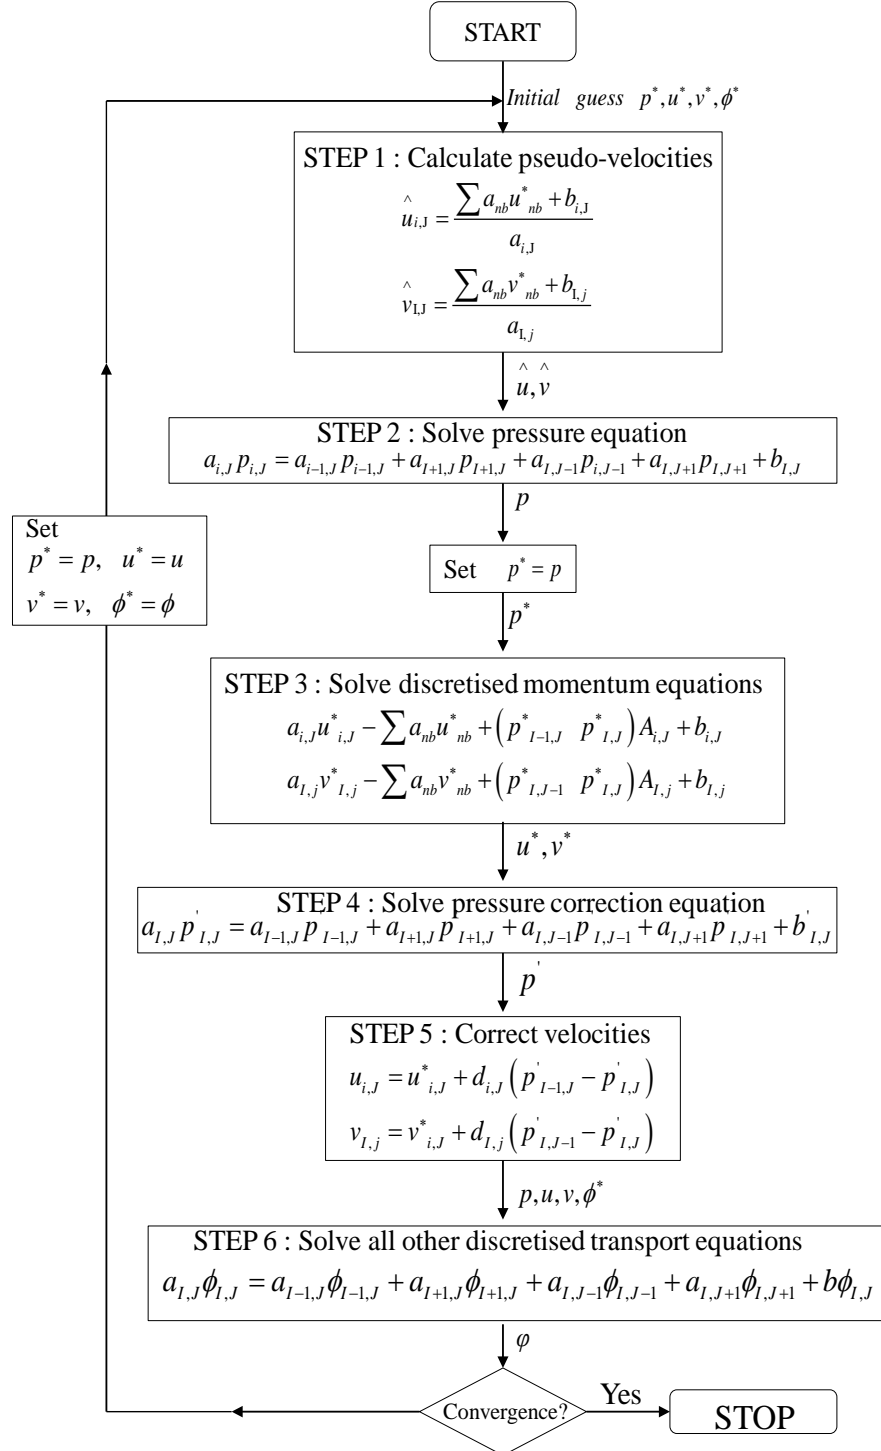 START
Initial guess p*, u*, v*, ϕ*
STEP 1 : Calculate pseudo-velocities
û_{i,J} = (∑ a_{nb} u*_{nb} + b_{i,J}) / a_{i,J}
v̂_{I,J} = (∑ a_{nb} v*_{nb} + b_{I,j}) / a_{I,j}
û, v̂
STEP 2 : Solve pressure equation
a_{i,J} p_{i,J} = a_{i-1,J} p_{i-1,J} + a_{I+1,J} p_{I+1,J} + a_{I,J-1} p_{i,J-1} + a_{I,J+1} p_{I,J+1} + b_{I,J}
p
Set p* = p
p*
Set
p* = p, u* = u
v* = v, ϕ* = ϕ
STEP 3 : Solve discretised momentum equations
a_{i,J} u*_{i,J} − ∑ a_{nb} u*_{nb} + (p*_{I-1,J} p*_{I,J}) A_{i,J} + b_{i,J}
a_{I,j} v*_{I,j} − ∑ a_{nb} v*_{nb} + (p*_{I,J-1} p*_{I,J}) A_{I,j} + b_{I,j}
u*, v*
STEP 4 : Solve pressure correction equation
a_{I,J} p'_{I,J} = a_{I-1,J} p'_{I-1,J} + a_{I+1,J} p'_{I+1,J} + a_{I,J-1} p'_{I,J-1} + a_{I,J+1} p'_{I,J+1} + b'_{I,J}
p'
STEP 5 : Correct velocities
u_{i,J} = u*_{i,J} + d_{i,J} (p'_{I-1,J} − p'_{I,J})
v_{I,j} = v*_{i,J} + d_{I,j} (p'_{I,J-1} − p'_{I,J})
p, u, v, ϕ*
STEP 6 : Solve all other discretised transport equations
a_{I,J} ϕ_{I,J} = a_{I-1,J} ϕ_{I-1,J} + a_{I+1,J} ϕ_{I+1,J} + a_{I,J-1} ϕ_{I,J-1} + a_{I,J+1} ϕ_{I,J+1} + bϕ_{I,J}
φ
Convergence?
Yes
STOP